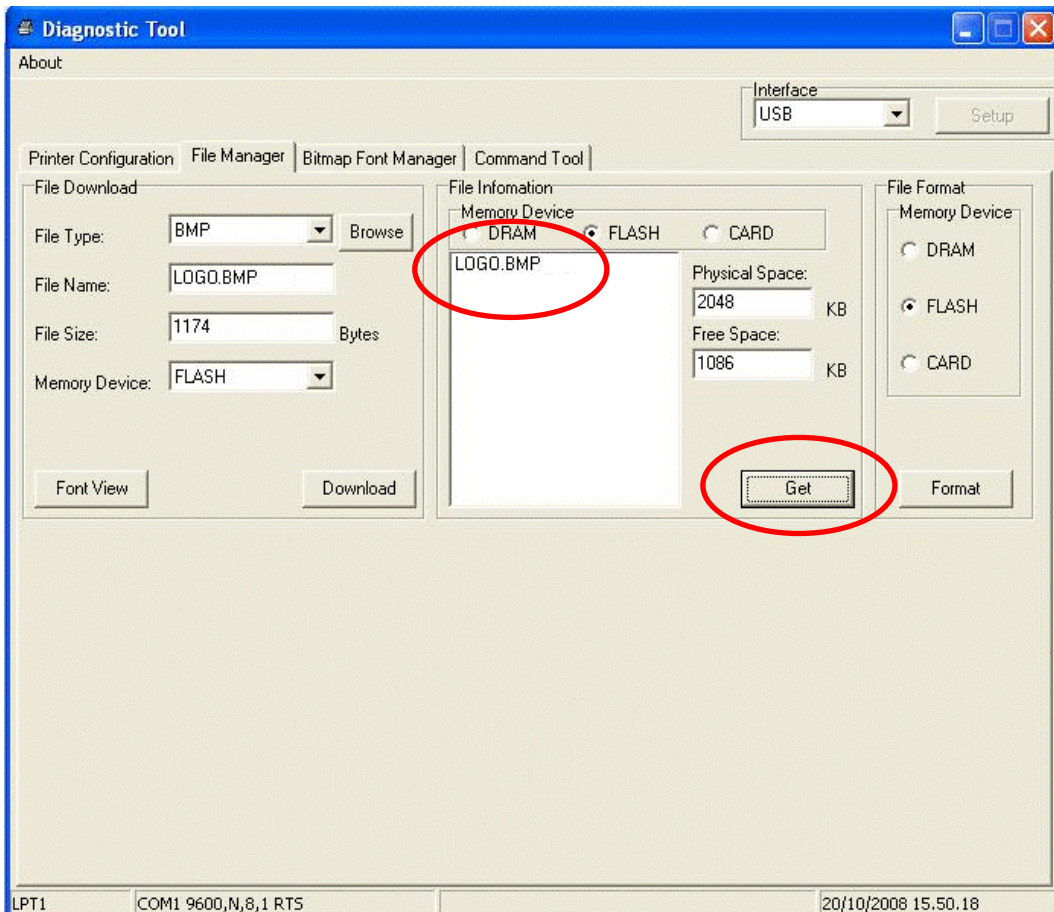 Diagnostic Tool
About
Interface
USB
Setup
Printer Configuration
File Manager
Bitmap Font Manager
Command Tool
File Download
File Type:
BMP
Browse
File Name:
LOGO.BMP
File Size:
1174
Bytes
Memory Device:
FLASH
Font View
Download
File Infomation
Memory Device
DRAM
FLASH
CARD
LOGO.BMP
Physical Space:
2048
KB
Free Space:
1086
KB
Get
File Format
Memory Device
DRAM
FLASH
CARD
Format
LPT1
COM1 9600,N,8,1 RTS
20/10/2008 15.50.18